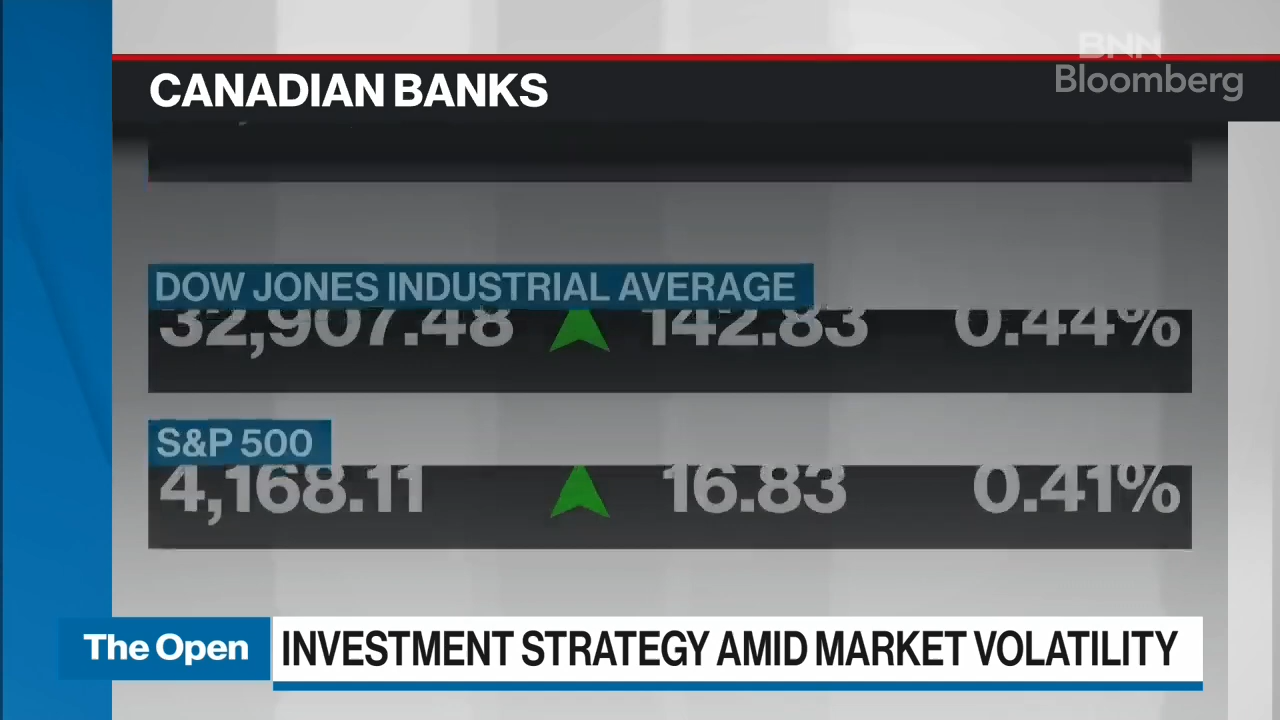 BNN
Bloomberg
CANADIAN BANKS
DOW JONES INDUSTRIAL AVERAGE
32,907.48 142.83 0.44%
S&P 500
4,168.11 16.83 0.41%
The Open
INVESTMENT STRATEGY AMID MARKET VOLATILITY